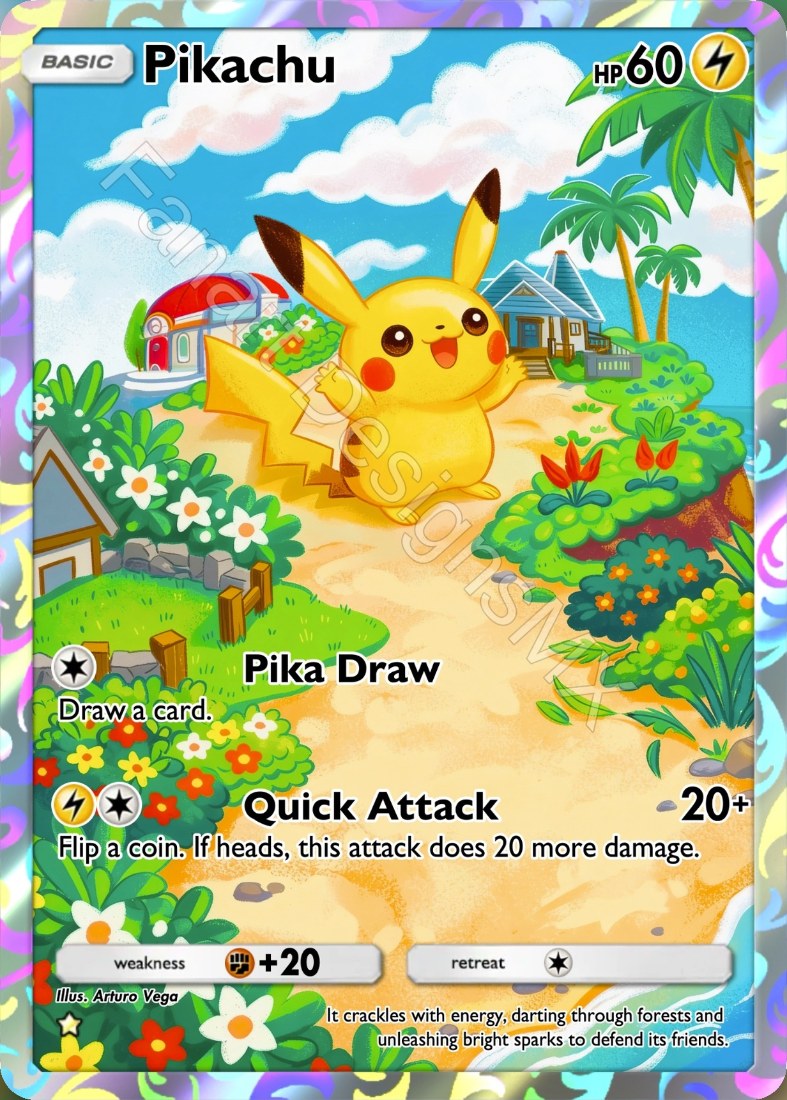 BASIC
Pikachu
HP60
FanartDesignsMX
Pika Draw
Draw a card.
Quick Attack
20+
Flip a coin. If heads, this attack does 20 more damage.
weakness
+20
retreat
Illus. Arturo Vega
It crackles with energy, darting through forests and
unleashing bright sparks to defend its friends.